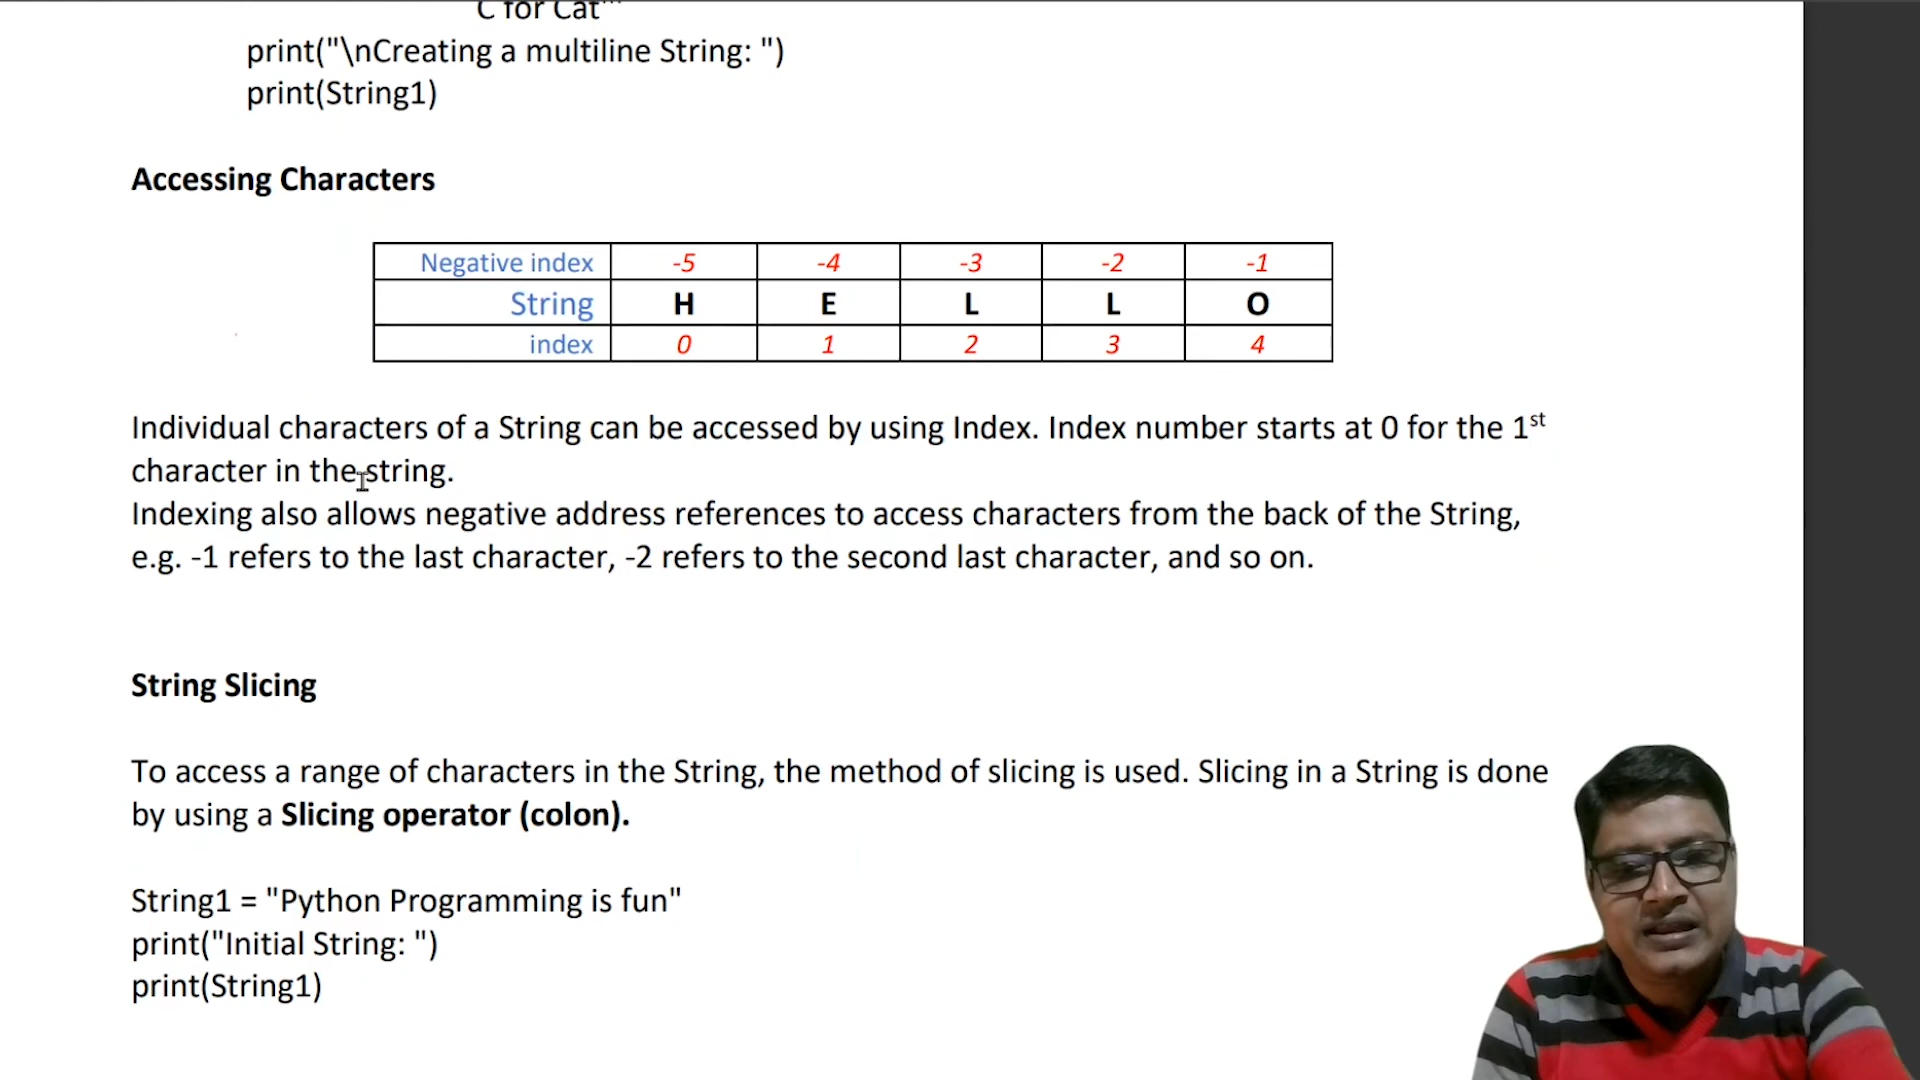 C for Cat'''
print("\nCreating a multiline String: ")
print(String1)
Accessing Characters
Negative index -5 -4 -3 -2 -1
String H E L L O
index 0 1 2 3 4
Individual characters of a String can be accessed by using Index. Index number starts at 0 for the 1st
character in the string.
Indexing also allows negative address references to access characters from the back of the String,
e.g. -1 refers to the last character, -2 refers to the second last character, and so on.
String Slicing
To access a range of characters in the String, the method of slicing is used. Slicing in a String is done
by using a Slicing operator (colon).
String1 = "Python Programming is fun"
print("Initial String: ")
print(String1)